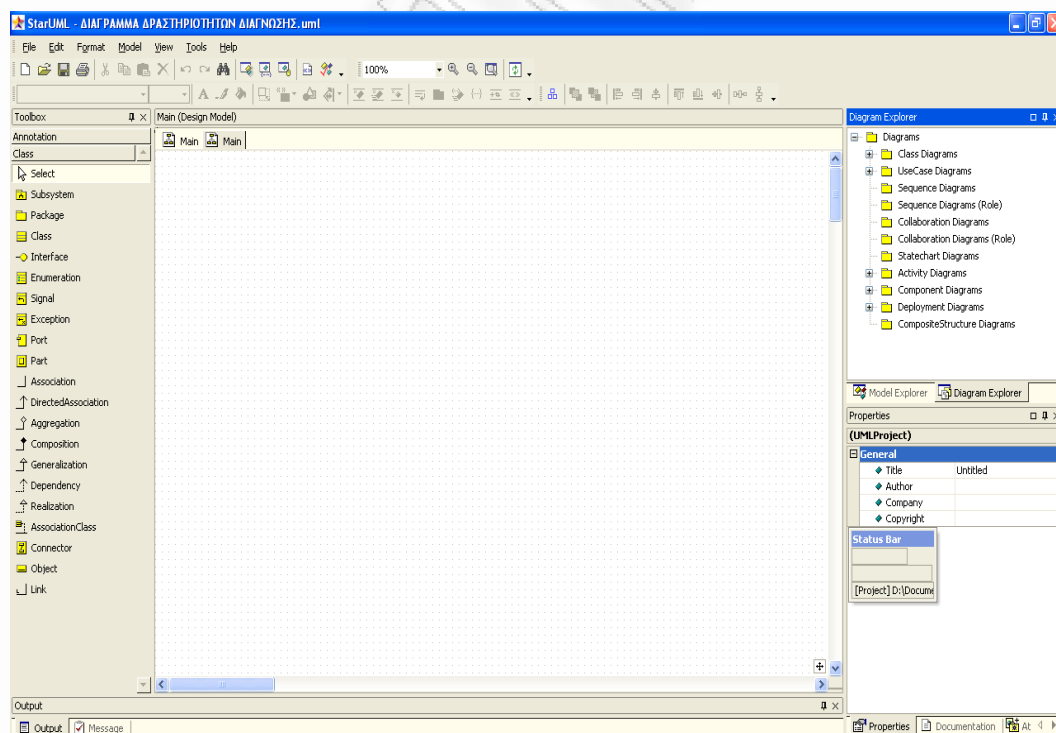 StarUML - ΔΙΑΓΡΑΜΜΑ ΔΡΑΣΤΗΡΙΟΤΗΤΩΝ ΔΙΑΓΝΩΣΗΣ.uml
File Edit Format Model View Tools Help
100%
Toolbox
Annotation
Class
Select
Subsystem
Package
Class
Interface
Enumeration
Signal
Exception
Port
Part
Association
DirectedAssociation
Aggregation
Composition
Generalization
Dependency
Realization
AssociationClass
Connector
Object
Link
Main (Design Model)
Main Main
Diagram Explorer
Diagrams
Class Diagrams
UseCase Diagrams
Sequence Diagrams
Sequence Diagrams (Role)
Collaboration Diagrams
Collaboration Diagrams (Role)
Statechart Diagrams
Activity Diagrams
Component Diagrams
Deployment Diagrams
CompositeStructure Diagrams
Model Explorer Diagram Explorer
Properties
(UMLProject)
General
Title Untitled
Author
Company
Copyright
Status Bar
[Project] D:\Docume
Output
Output Message
Properties Documentation At